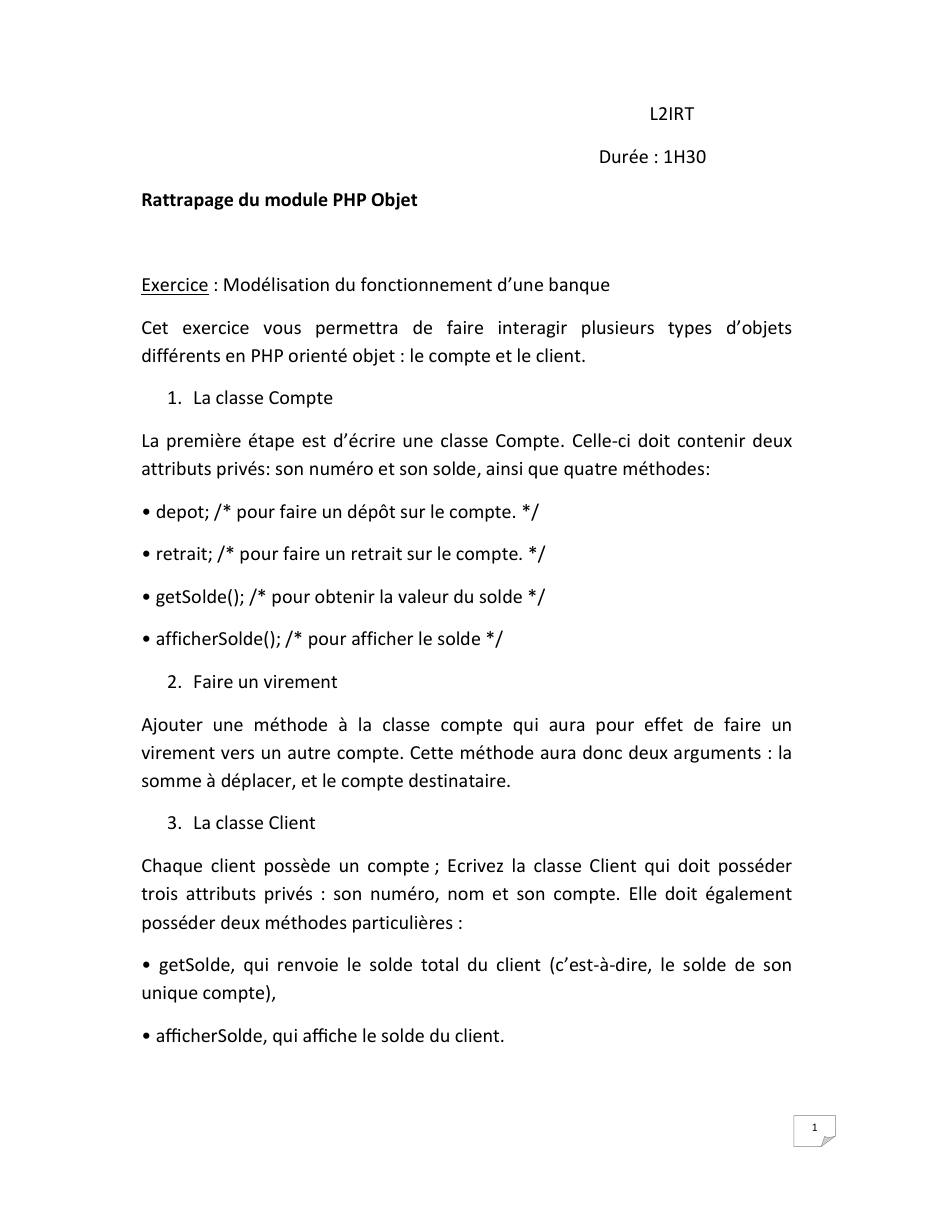 L2IRT
Durée : 1H30
Rattrapage du module PHP Objet
Exercice : Modélisation du fonctionnement d’une banque
Cet exercice vous permettra de faire interagir plusieurs types d’objets
différents en PHP orienté objet : le compte et le client.
1. La classe Compte
La première étape est d’écrire une classe Compte. Celle-ci doit contenir deux
attributs privés: son numéro et son solde, ainsi que quatre méthodes:
• depot; /* pour faire un dépôt sur le compte. */
• retrait; /* pour faire un retrait sur le compte. */
• getSolde(); /* pour obtenir la valeur du solde */
• afficherSolde(); /* pour afficher le solde */
2. Faire un virement
Ajouter une méthode à la classe compte qui aura pour effet de faire un
virement vers un autre compte. Cette méthode aura donc deux arguments : la
somme à déplacer, et le compte destinataire.
3. La classe Client
Chaque client possède un compte ; Ecrivez la classe Client qui doit posséder
trois attributs privés : son numéro, nom et son compte. Elle doit également
posséder deux méthodes particulières :
• getSolde, qui renvoie le solde total du client (c’est-à-dire, le solde de son
unique compte),
• afficherSolde, qui affiche le solde du client.
1